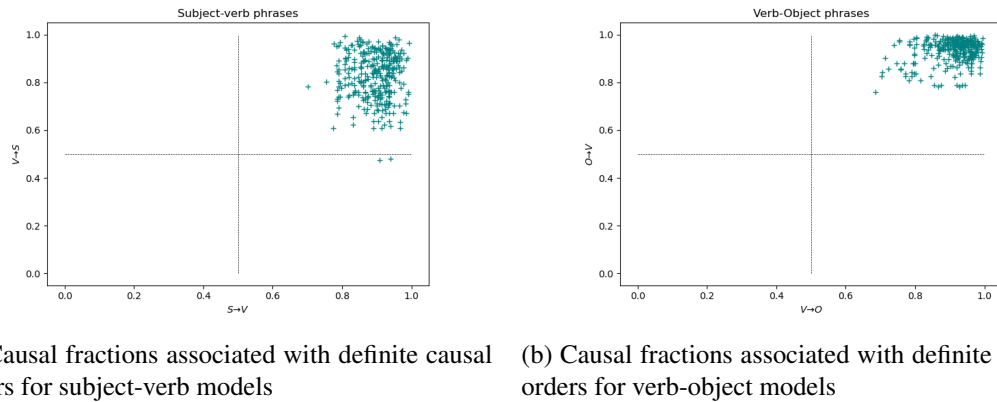 Subject-verb phrases
1.0
0.8
0.6
0.4
0.2
0.0
V→S
0.0 0.2 0.4 0.6 0.8 1.0
S→V
Verb-Object phrases
1.0
0.8
0.6
0.4
0.2
0.0
O→V
0.0 0.2 0.4 0.6 0.8 1.0
V→O
Causal fractions associated with definite causal
rs for subject-verb models
(b) Causal fractions associated with definite
orders for verb-object models